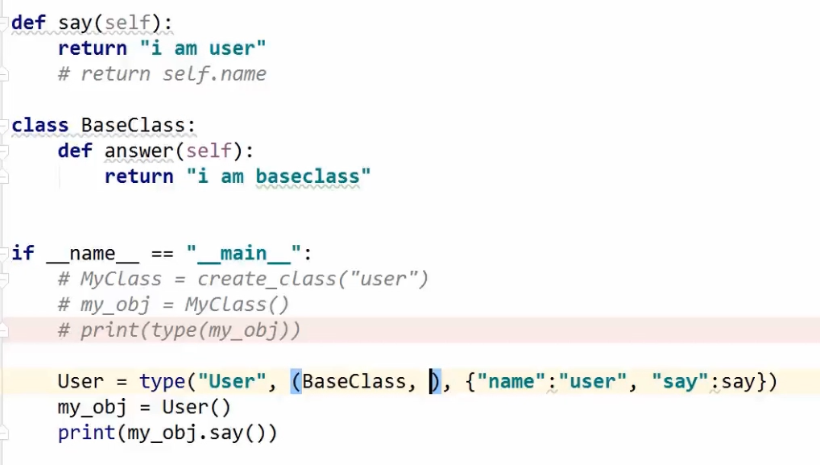 def say(self):
    return "i am user"
    # return self.name
class BaseClass:
    def answer(self):
        return "i am baseclass"
if __name__ == "__main__":
    # MyClass = create_class("user")
    # my_obj = MyClass()
    # print(type(my_obj))
    User = type("User", (BaseClass, ), {"name":"user", "say":say})
    my_obj = User()
    print(my_obj.say())